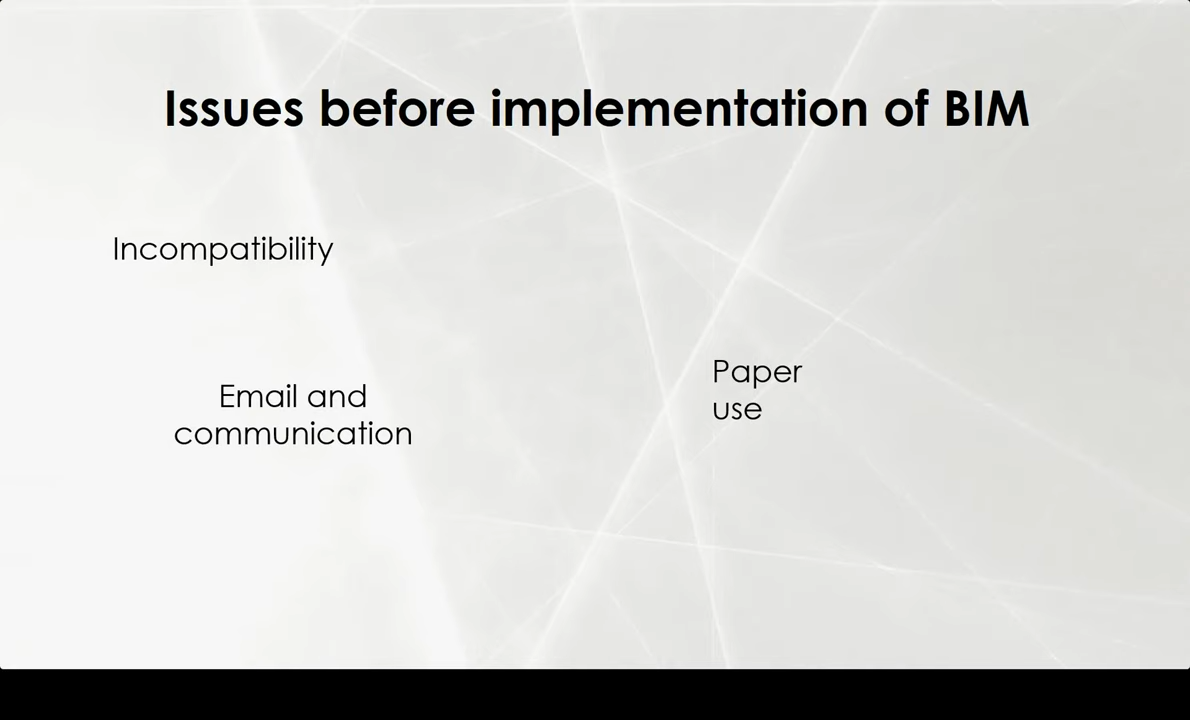 Issues before implementation of BIM
Incompatibility
Email and
communication
Paper
use